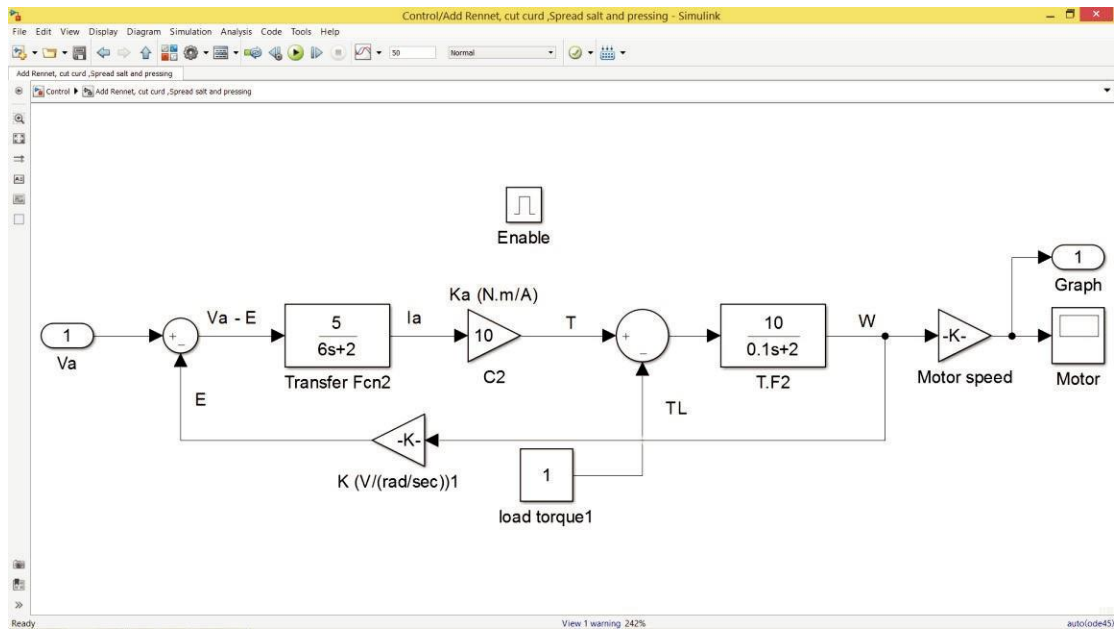 Control/Add Rennet, cut curd ,Spread salt and pressing - Simulink
File Edit View Display Diagram Simulation Analysis Code Tools Help
50 Normal
Add Rennet, cut curd ,Spread salt and pressing
Control Add Rennet, cut curd ,Spread salt and pressing
Enable
1
Graph
Ka (N.m/A)
1
Va
+
-
Va - E
5
6s+2
Transfer Fcn2
Ia
10
C2
T
+
-
10
0.1s+2
T.F2
W
-K-
Motor speed
Motor
E
TL
-K-
K (V/(rad/sec))1
1
load torque1
Ready View 1 warning 242% auto(ode45)